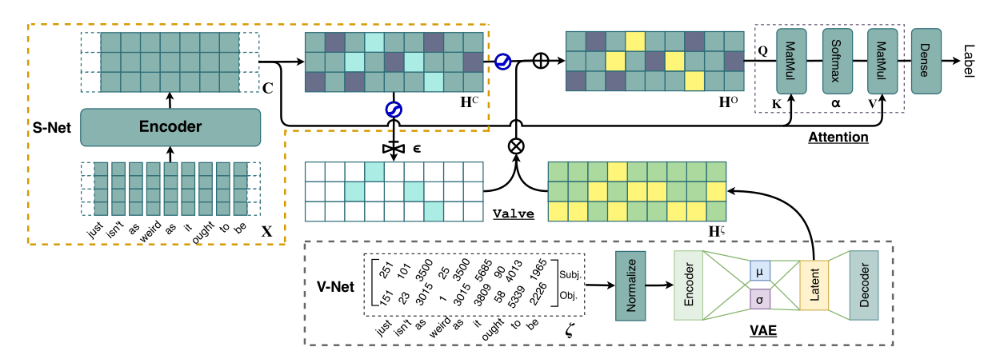 S-Net
Encoder
C
just isn't as weird as it ought to be
X
H^C
ϵ
Valve
H^O
H^ζ
Q
K
V
MatMul
Softmax
MatMul
α
Dense
Label
Attention
V-Net
251 101 3500 25 3500 5685 90 4013 1965
Subj.
151 23 3015 1 3015 3809 58 5339 2226
Obj.
just isn't as weird as it ought to be
ζ
Normalize
Encoder
μ
σ
Latent
Decoder
VAE